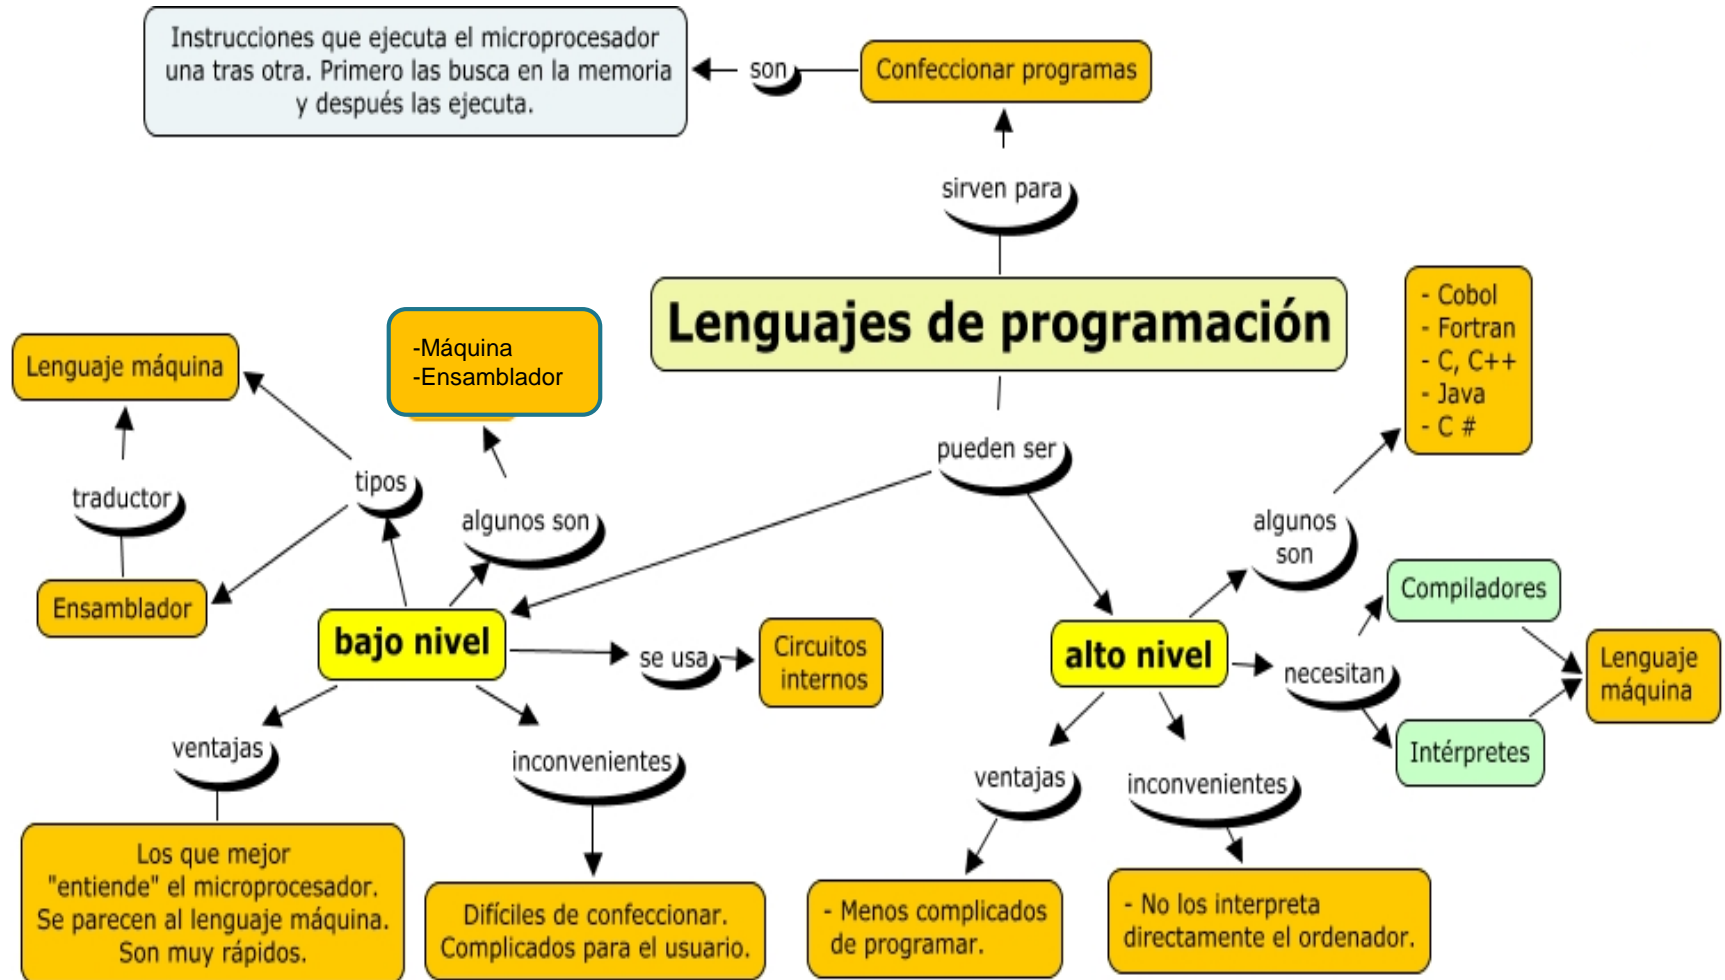 Instrucciones que ejecuta el microprocesador
una tras otra. Primero las busca en la memoria
y después las ejecuta.
son
Confeccionar programas
sirven para
Lenguajes de programación
- Cobol
- Fortran
- C, C++
- Java
- C #
-Máquina
-Ensamblador
Lenguaje máquina
pueden ser
tipos
traductor
algunos son
algunos
son
Ensamblador
bajo nivel
se usa
Circuitos
internos
alto nivel
necesitan
Compiladores
Lenguaje
máquina
Intérpretes
ventajas
inconvenientes
ventajas
inconvenientes
Los que mejor
"entiende" el microprocesador.
Se parecen al lenguaje máquina.
Son muy rápidos.
Difíciles de confeccionar.
Complicados para el usuario.
- Menos complicados
de programar.
- No los interpreta
directamente el ordenador.